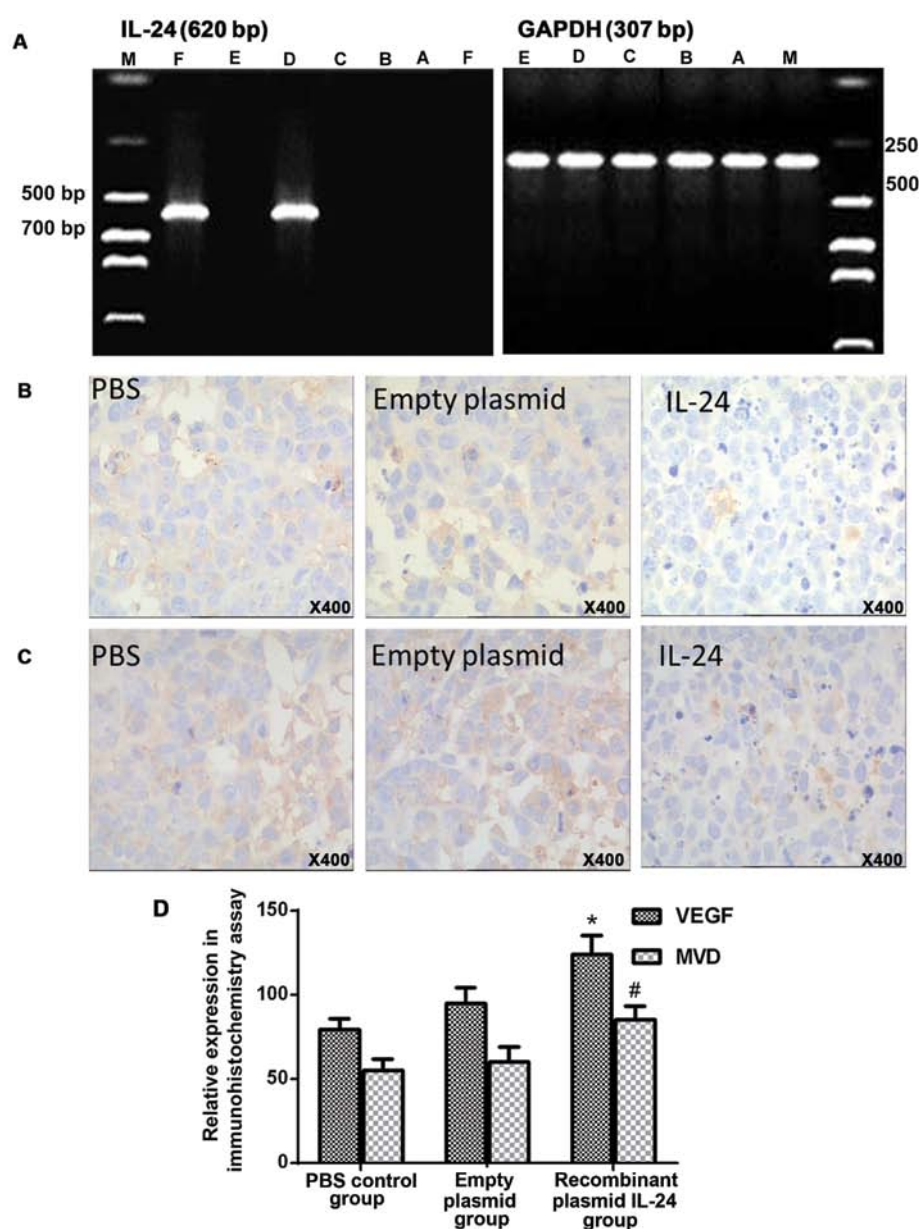 A
IL-24 (620 bp)
GAPDH (307 bp)
M F E D C B A F
E D C B A M
500 bp
700 bp
250
500
B
PBS
Empty plasmid
IL-24
X400
X400
X400
C
PBS
Empty plasmid
IL-24
X400
X400
X400
D
Relative expression in
immunohistochemistry assay
150
100
50
0
VEGF
MVD
*
#
PBS control
group
Empty
plasmid
group
Recombinant
plasmid IL-24
group